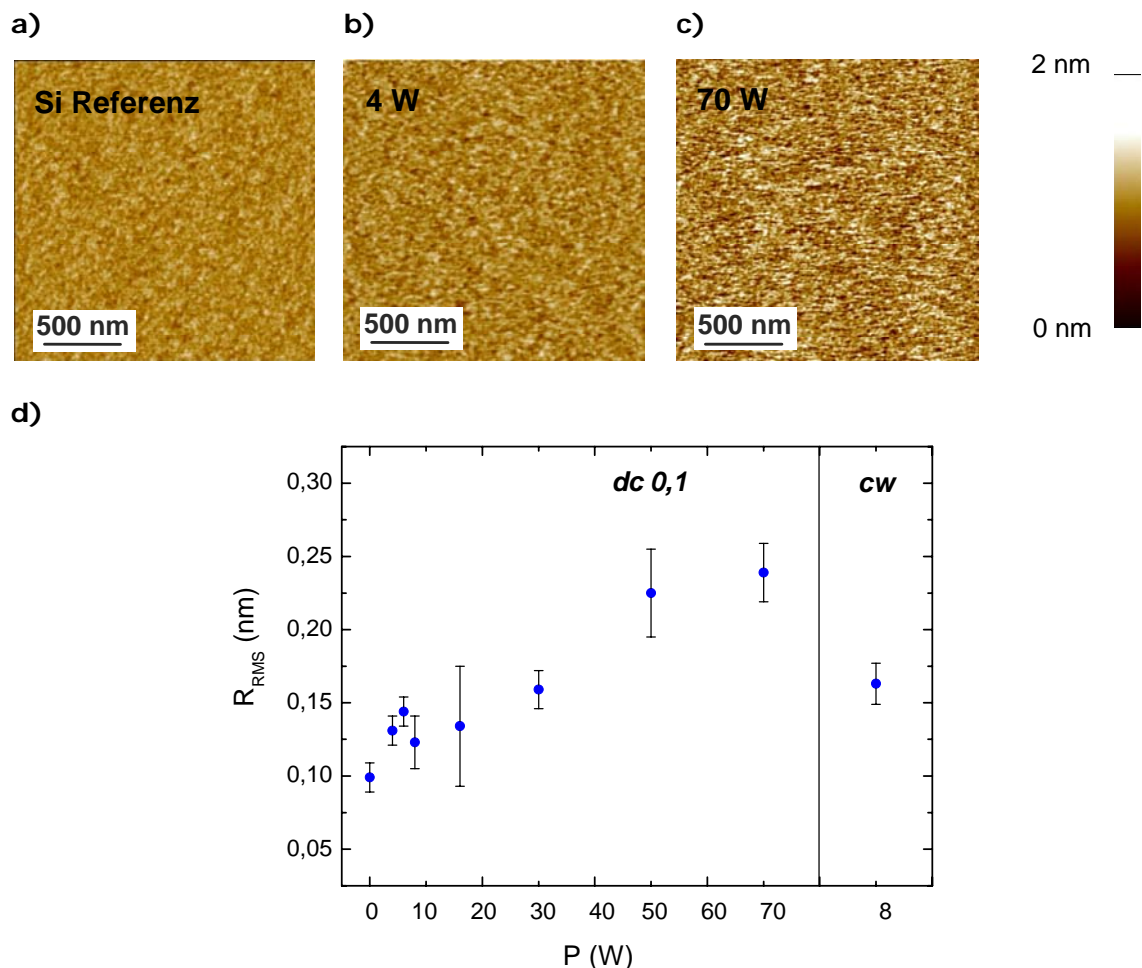 a)
b)
c)
Si Referenz
4 W
70 W
2 nm
500 nm
500 nm
500 nm
0 nm
d)
dc 0,1
cw
0,30
0,25
0,20
0,15
0,10
0,05
R_RMS (nm)
0 10 20 30 40 50 60 70 8
P (W)